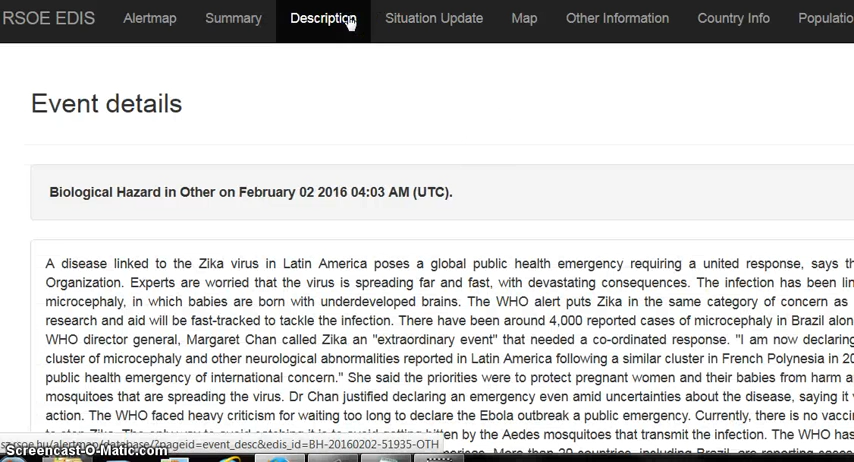 RSOE EDIS Alertmap Summary Description Situation Update Map Other Information Country Info Populatio
Event details
Biological Hazard in Other on February 02 2016 04:03 AM (UTC).
A disease linked to the Zika virus in Latin America poses a global public health emergency requiring a united response, says th
Organization. Experts are worried that the virus is spreading far and fast, with devastating consequences. The infection has been lin
microcephaly, in which babies are born with underdeveloped brains. The WHO alert puts Zika in the same category of concern as
research and aid will be fast-tracked to tackle the infection. There have been around 4,000 reported cases of microcephaly in Brazil alon
WHO director general, Margaret Chan called Zika an "extraordinary event" that needed a co-ordinated response. "I am now declaring
cluster of microcephaly and other neurological abnormalities reported in Latin America following a similar cluster in French Polynesia in 20
public health emergency of international concern." She said the priorities were to protect pregnant women and their babies from harm a
mosquitoes that are spreading the virus. Dr Chan justified declaring an emergency even amid uncertainties about the disease, saying it
action. The WHO faced heavy criticism for waiting too long to declare the Ebola outbreak a public emergency. Currently, there is no vacci
by the Aedes mosquitoes that transmit the infection. The WHO has
sz.rsoe.hu/alertmap/database/?pageid=event_desc&edis_id=BH-20160202-51935-OTH
Screencast-O-Matic.com
More than 20 countries, including Brazil, are reporting cases